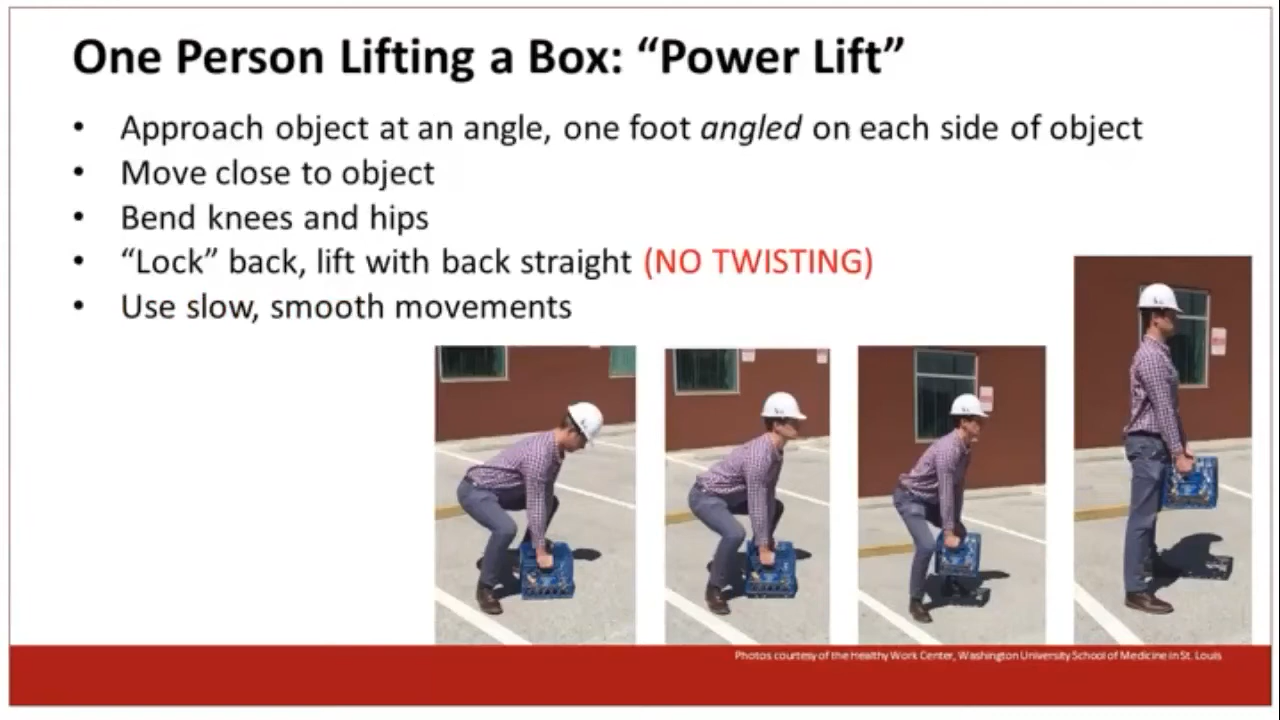 One Person Lifting a Box: “Power Lift”
• Approach object at an angle, one foot angled on each side of object
• Move close to object
• Bend knees and hips
• “Lock” back, lift with back straight (NO TWISTING)
• Use slow, smooth movements
Photos courtesy of the Healthy Work Center, Washington University School of Medicine in St. Louis